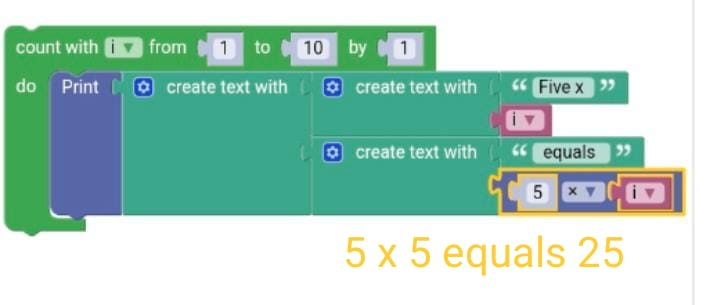 count with i ▼ from 1 to 10 by 1
do Print create text with create text with “ Five x ”
i ▼
create text with “ equals ”
5 × ▼ i ▼
5 x 5 equals 25